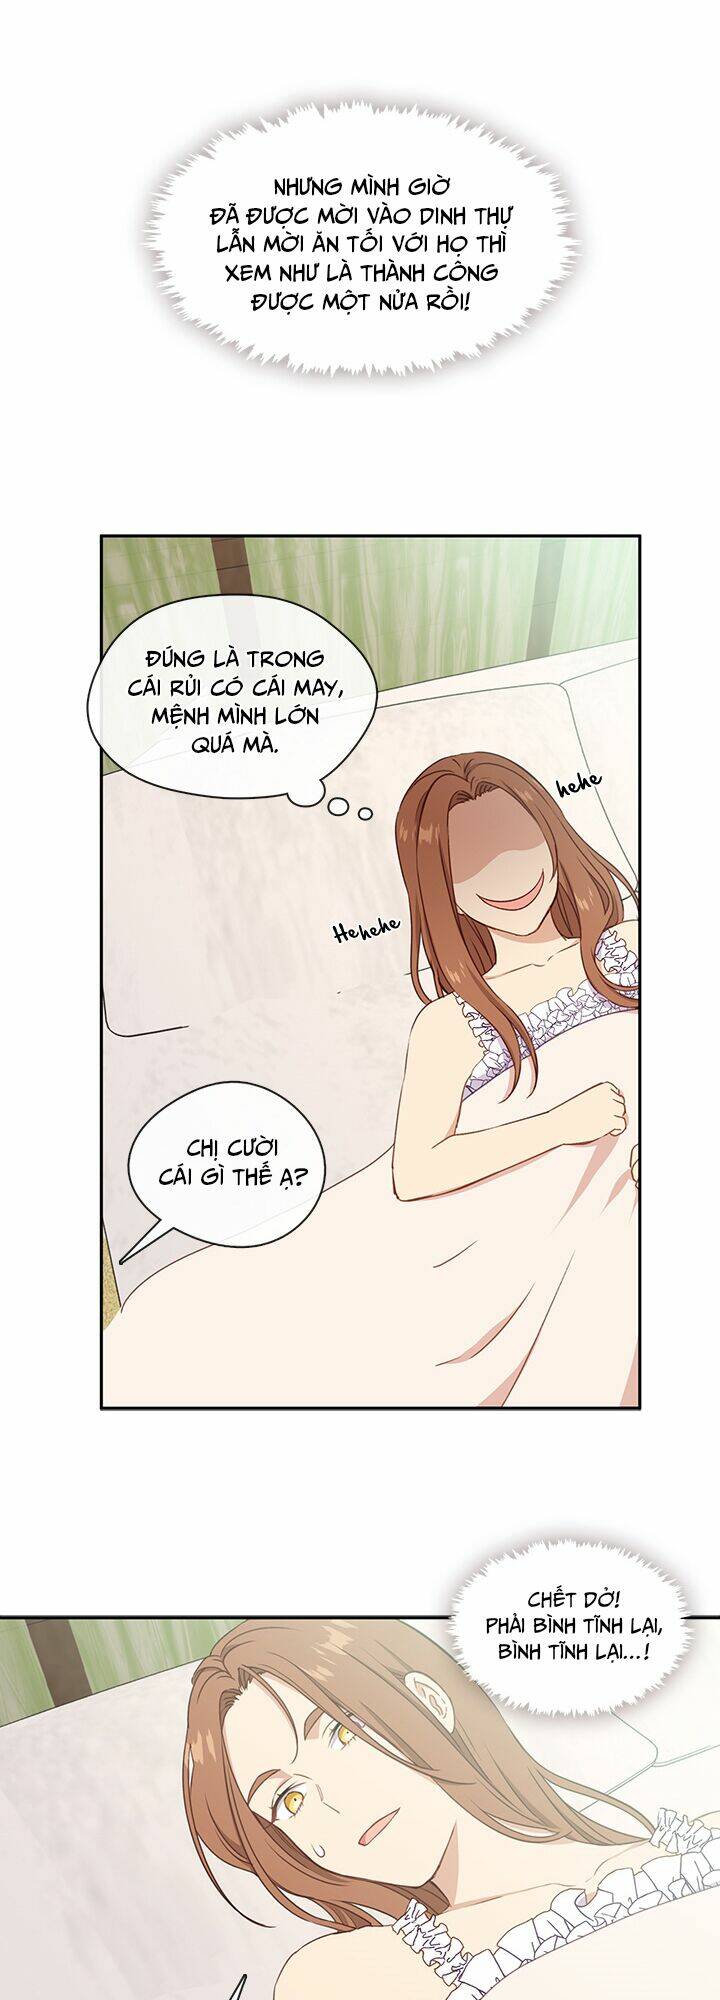 NHƯNG MÌNH GIỜ
ĐÃ ĐƯỢC MỜI VÀO DINH THỰ
LẪN MỜI ĂN TỐI VỚI HỌ THÌ
XEM NHƯ LÀ THÀNH CÔNG
ĐƯỢC MỘT NỬA RỒI!
ĐÚNG LÀ TRONG
CÁI RỦI CÓ CÁI MAY,
MỆNH MÌNH LỚN
QUÁ MÀ.
hehe
Hehehe
CHỊ CƯỜI
CÁI GÌ THẾ Ạ?
CHẾT DỞ!
PHẢI BÌNH TĨNH LẠI,
BÌNH TĨNH LẠI...!